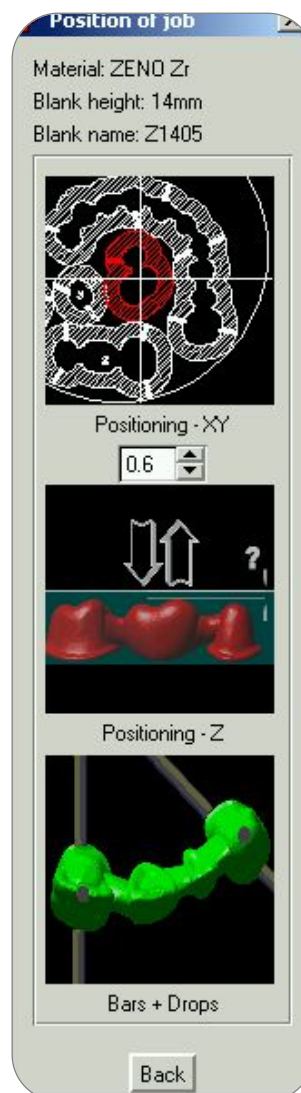 Position of job
Material: ZENO Zr
Blank height: 14mm
Blank name: Z1405
Positioning - XY
0.6
?
Positioning - Z
Bars + Drops
Back